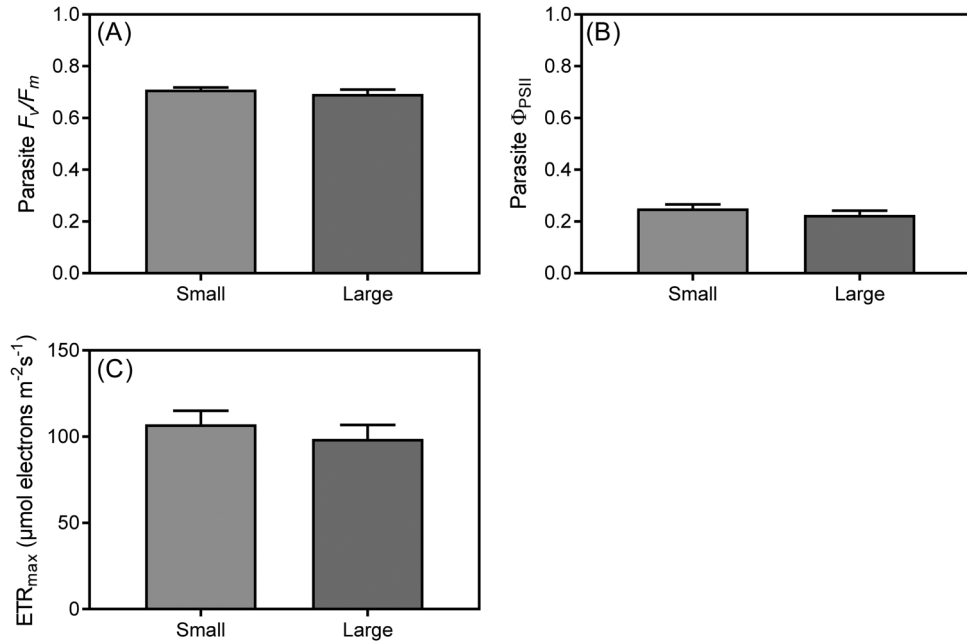 (A)
Parasite Fv/Fm
1.0
0.8
0.6
0.4
0.2
0.0
Small Large
(B)
Parasite ΦPSII
1.0
0.8
0.6
0.4
0.2
0.0
Small Large
(C)
ETRmax (µmol electrons m-2s-1)
150
100
50
0
Small Large